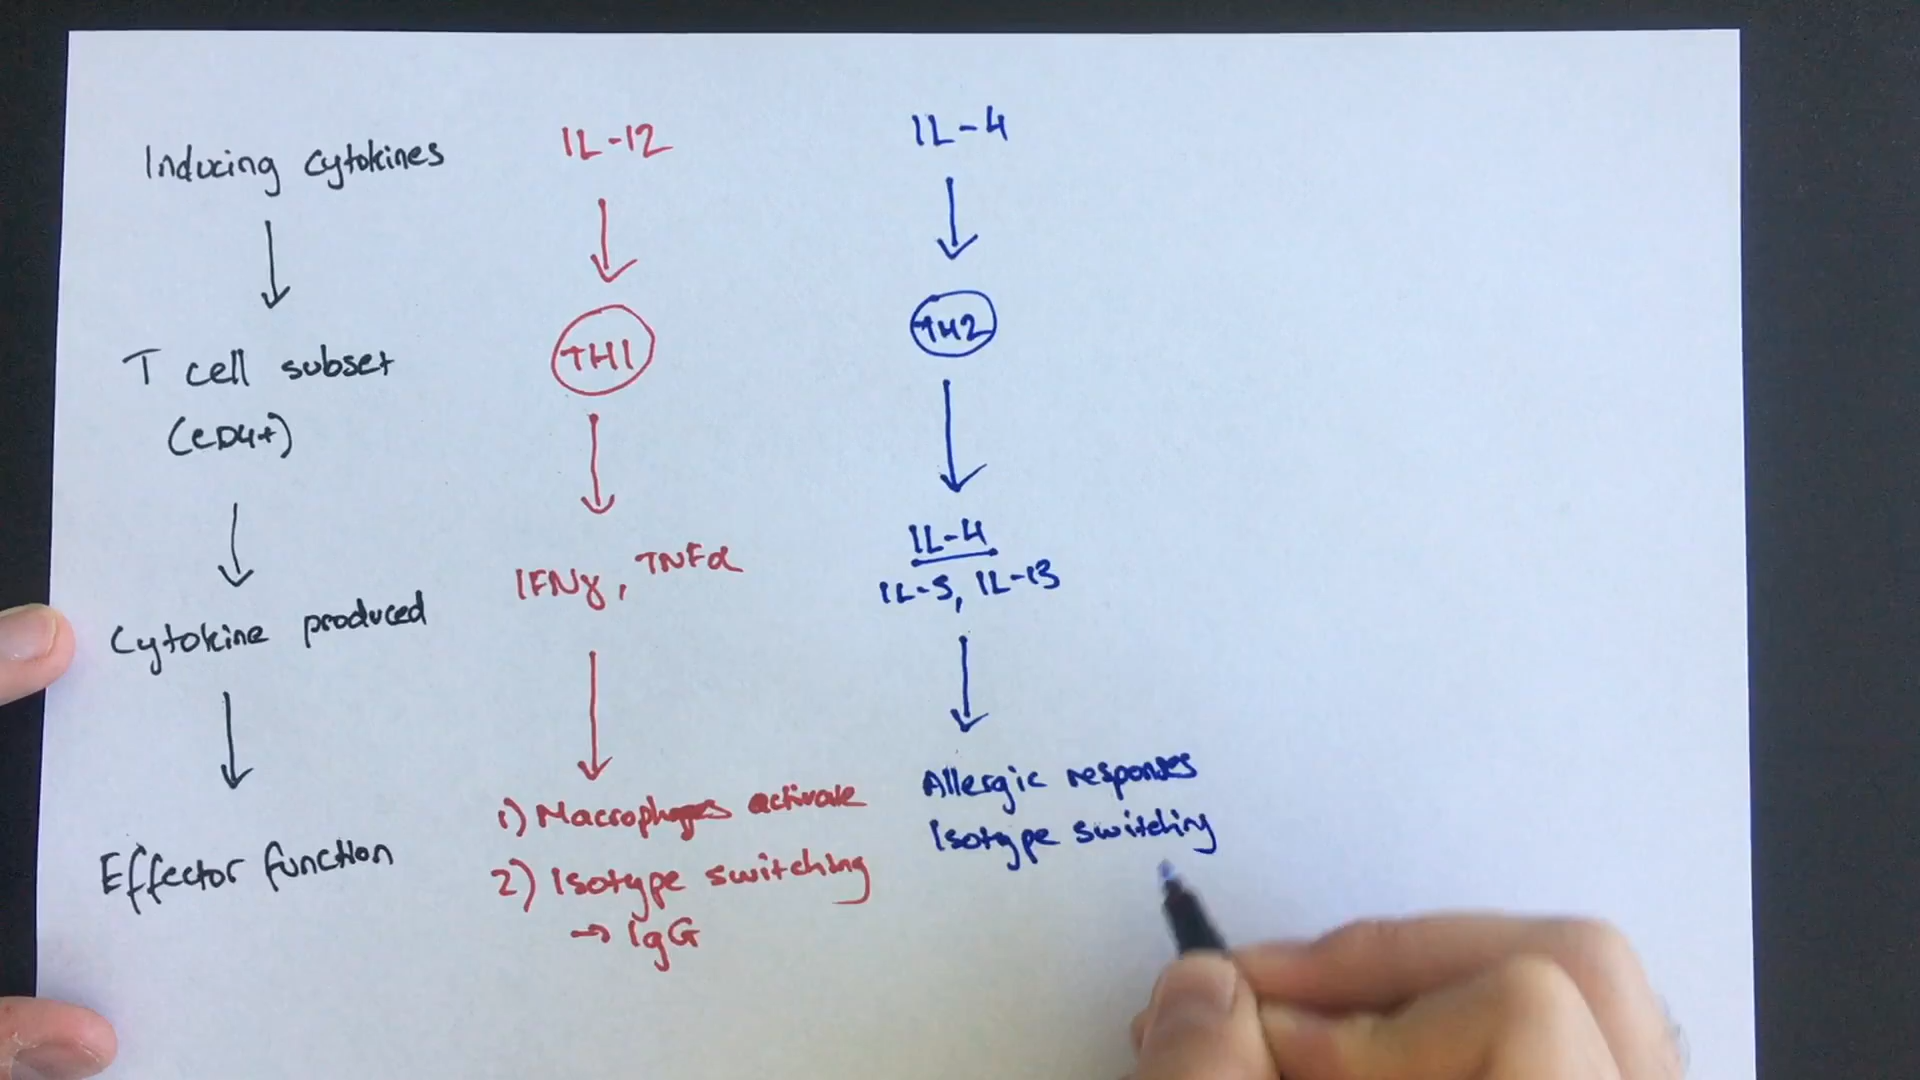 Inducing cytokines
T cell subset
(CD4+)
Cytokine produced
Effector function
IL-12
TH1
IFNγ, TNFα
1) Macrophages activate
2) Isotype switching
→ IgG
IL-4
TH2
IL-4
IL-5, IL-13
Allergic responses
Isotype switching